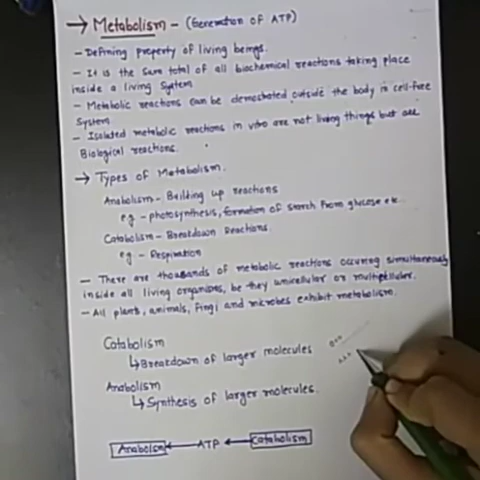 → Metabolism - (Generation of ATP)
- Defining property of living beings.
- It is the sum total of all biochemical reactions taking place
inside a living system
- Metabolic reactions can be demostrated outside the body in cell-free
System
- Isolated metabolic reactions in vitro are not living things but are
Biological reactions.
→ Types of Metabolism.
Anabolism - Building up reactions
eg - photosynthesis, formation of starch from glucose etc
Catabolism - Breakdown Reactions
eg - Respiration
- There are thousands of metabolic reactions occuring simultaneously
inside all living organisms, be they unicellular or multicellular.
- All plants, animals, fungi and microbes exhibit metabolism.
Catabolism
↳ Breakdown of larger molecules
Anabolism
↳ Synthesis of larger molecules.
Anabolism ← ATP ← Catabolism